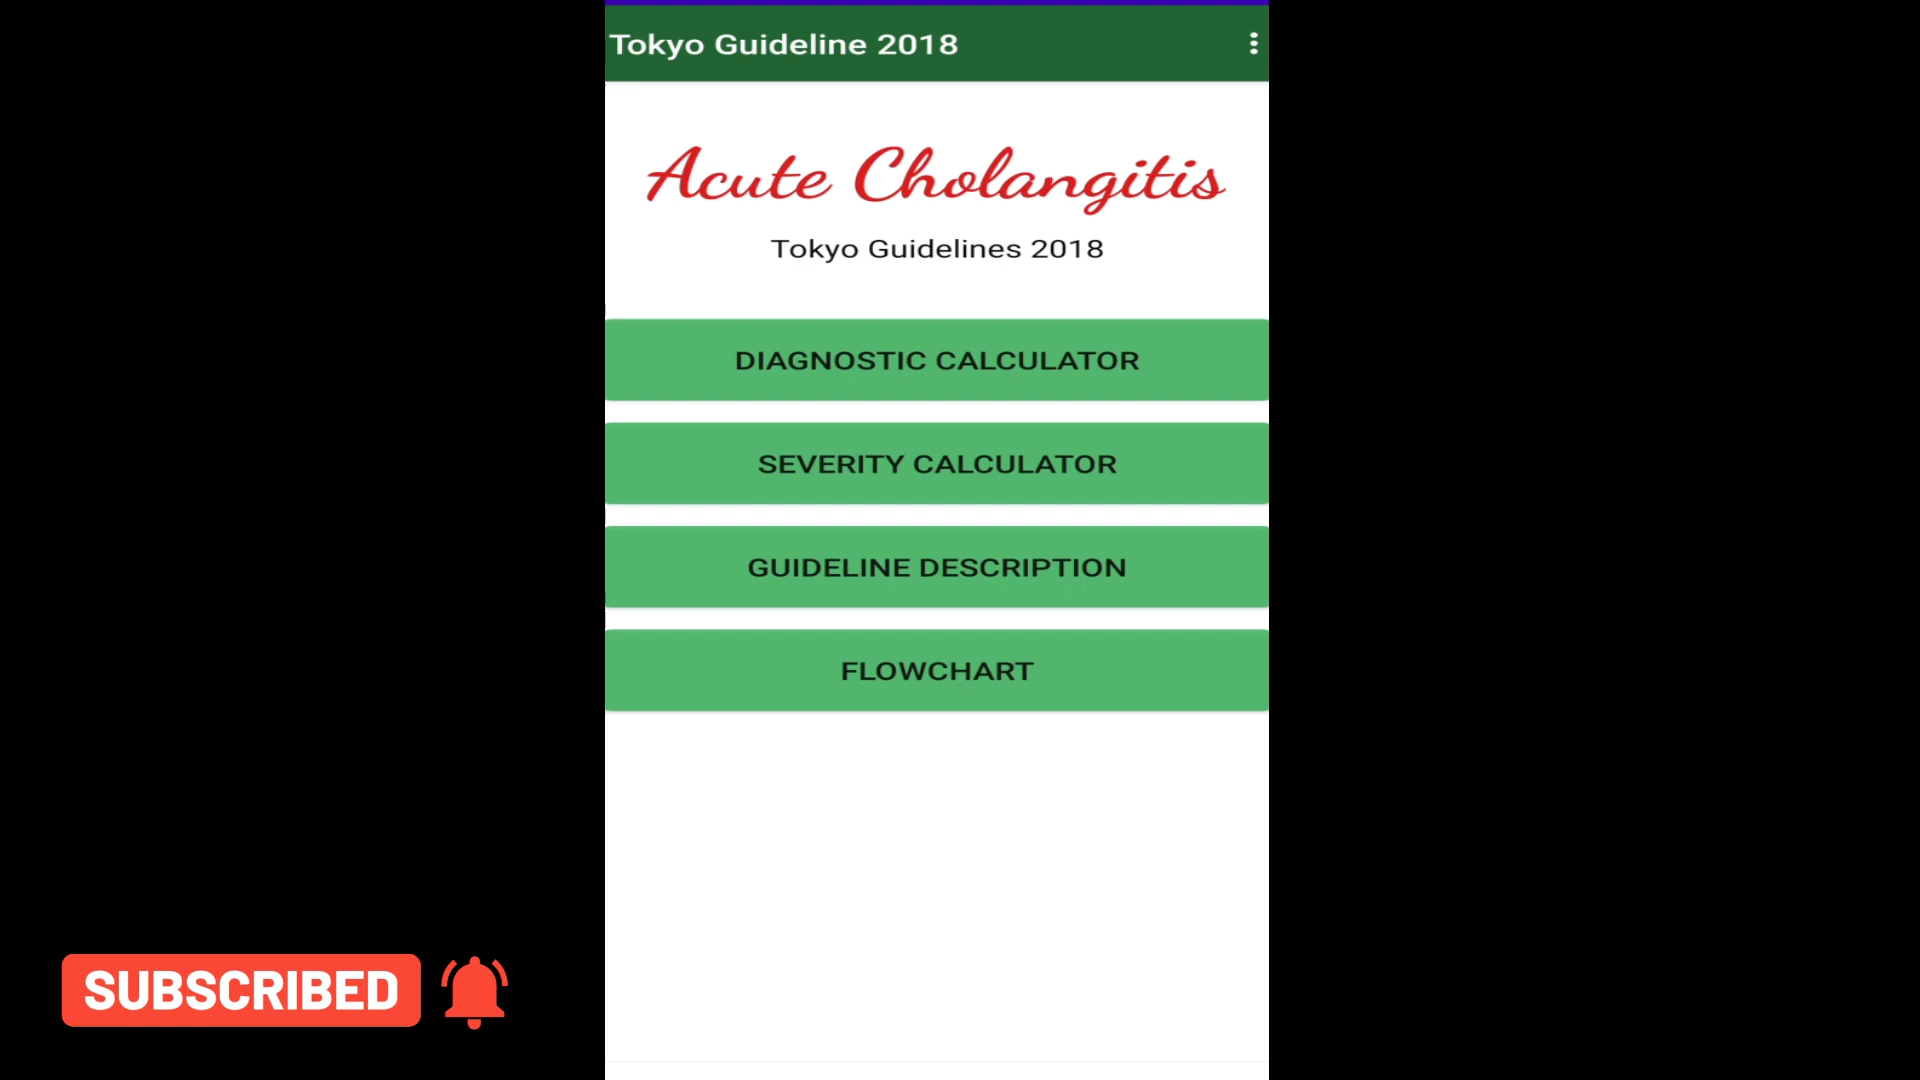 Tokyo Guideline 2018
Acute Cholangitis
Tokyo Guidelines 2018
DIAGNOSTIC CALCULATOR
SEVERITY CALCULATOR
GUIDELINE DESCRIPTION
FLOWCHART
SUBSCRIBED